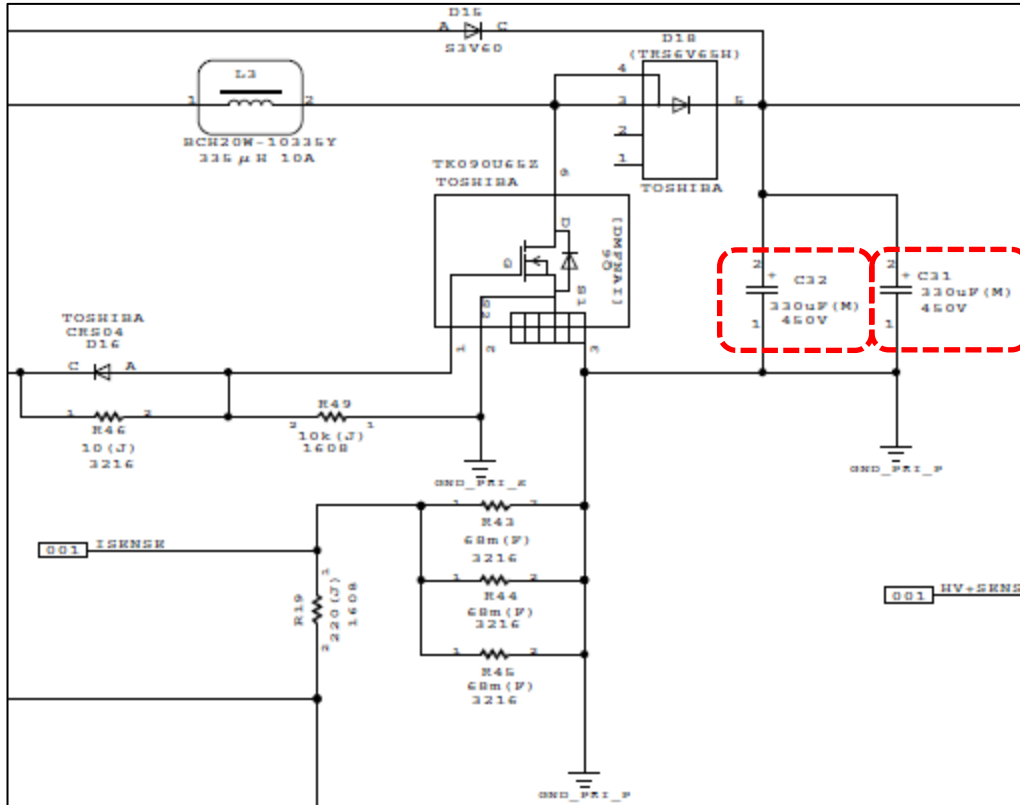 D15
A C
S3V60
D18
(TRS6V65H)
L3
1 2
BCH20W-10335Y
335μH 10A
4
3 5
2
1
TOSHIBA
TK090U65Z
TOSHIBA
D
G
S1
S2
1 2 3
2 +
C32
330uF(M)
450V
1
2 +
C31
330uF(M)
450V
1
TOSHIBA
CRS04
D16
C A
1 2
R46
10(J)
3216
R49
2 1
10k(J)
1608
GND_PRI_P
1 2
R43
68m(F)
3216
1 2
R44
68m(F)
3216
1 2
R45
68m(F)
3216
001 ISENSE
R19
1
220(J)
1608
2
001 HV+SENS
GND_PRI_P